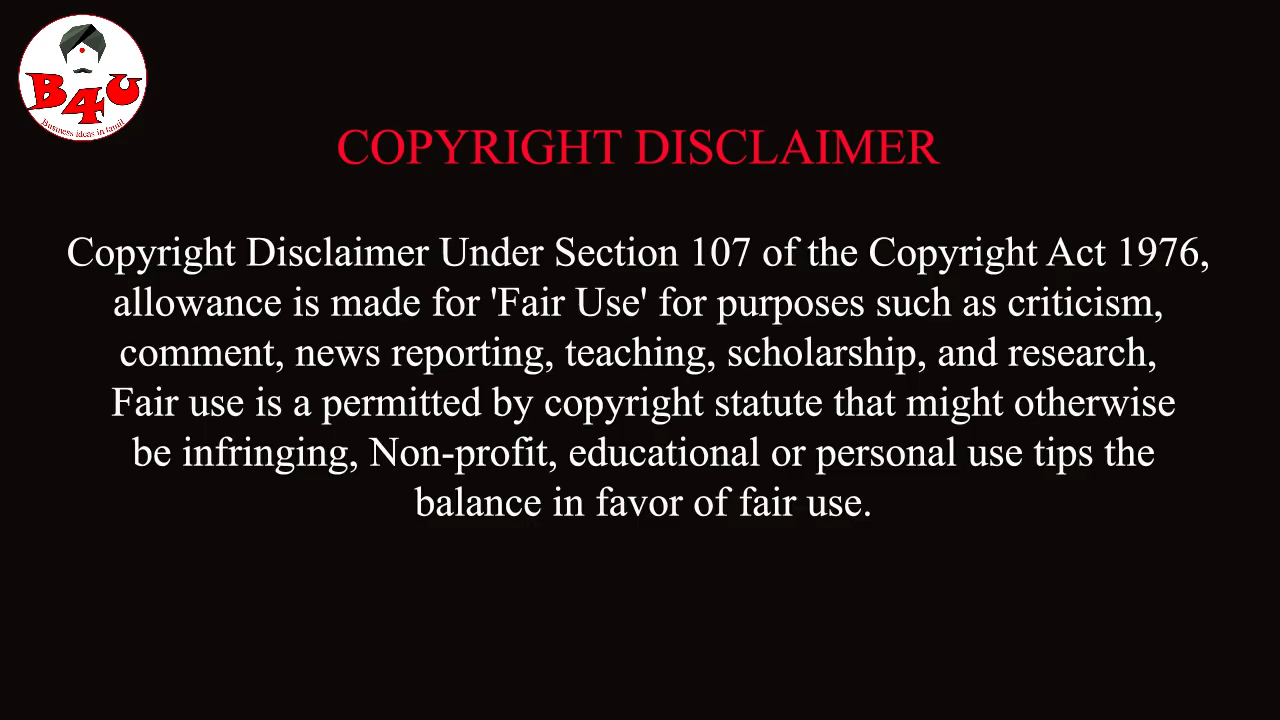 B4U
Business ideas in tamil
COPYRIGHT DISCLAIMER
Copyright Disclaimer Under Section 107 of the Copyright Act 1976,
allowance is made for 'Fair Use' for purposes such as criticism,
comment, news reporting, teaching, scholarship, and research,
Fair use is a permitted by copyright statute that might otherwise
be infringing, Non-profit, educational or personal use tips the
balance in favor of fair use.